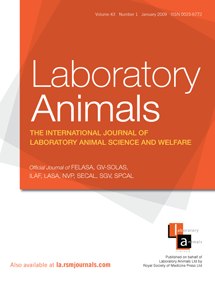 Volume 43 Number 1 January 2009 ISSN 0023-6772
Laboratory
Animals
THE INTERNATIONAL JOURNAL OF
LABORATORY ANIMAL SCIENCE AND WELFARE
Official Journal of FELASA, GV-SOLAS,
ILAF, LASA, NVP, SECAL, SGV, SPCAL
laboratory
animals
Published on behalf of
Laboratory Animals Ltd by
Royal Society of Medicine Press Ltd
Also available at la.rsmjournals.com